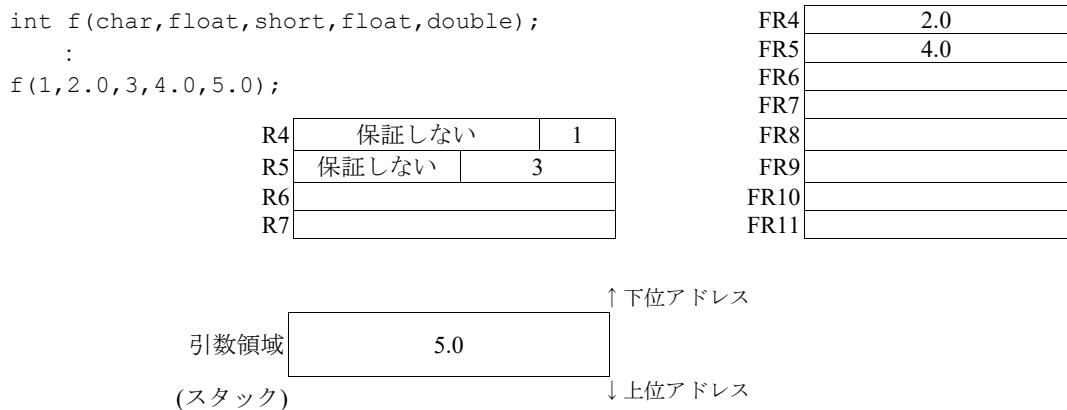 int f(char,float,short,float,double);
:
f(1,2.0,3,4.0,5.0);
R4 保証しない 1
R5 保証しない 3
R6
R7
FR4 2.0
FR5 4.0
FR6
FR7
FR8
FR9
FR10
FR11
↑下位アドレス
引数領域 5.0
(スタック)
↓上位アドレス